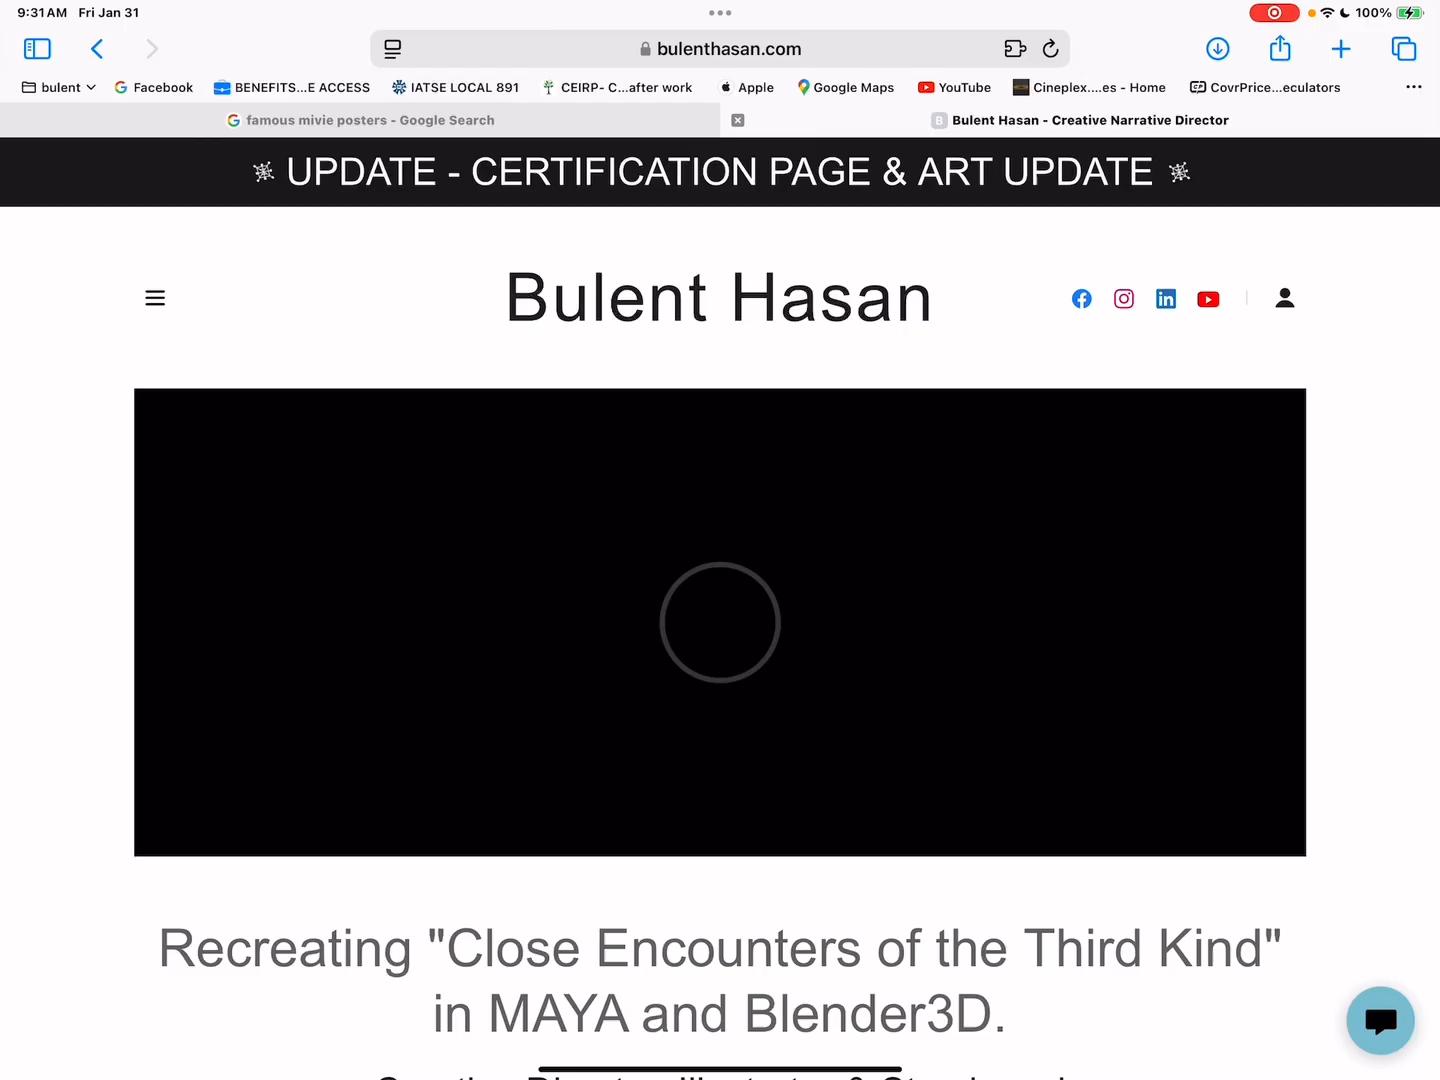 9:31 AM Fri Jan 31
100%
bulenthasan.com
bulent
Facebook
BENEFITS...E ACCESS
IATSE LOCAL 891
CEIRP- C...after work
Apple
Google Maps
YouTube
Cineplex....es - Home
CovrPrice...eculators
famous mivie posters - Google Search
Bulent Hasan - Creative Narrative Director
UPDATE - CERTIFICATION PAGE & ART UPDATE
Bulent Hasan
Recreating "Close Encounters of the Third Kind"
in MAYA and Blender3D.